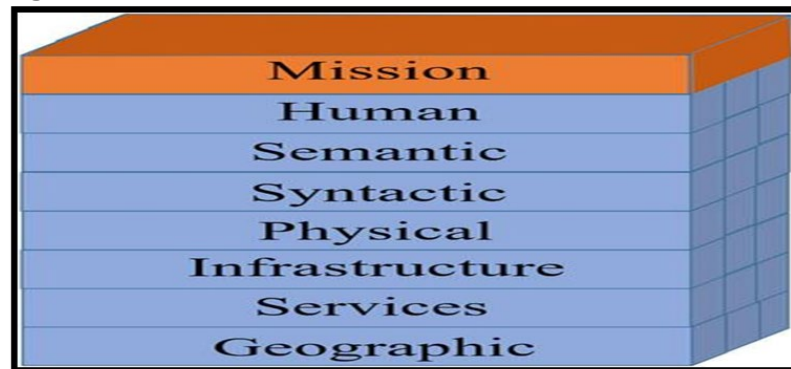 Mission
Human
Semantic
Syntactic
Physical
Infrastructure
Services
Geographic